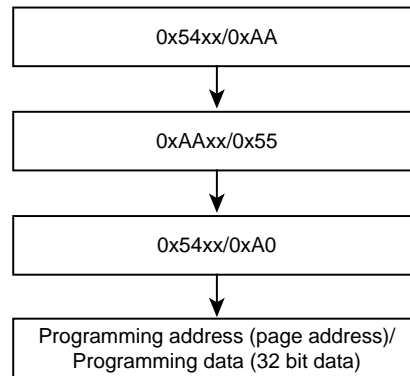 0x54xx/0xAA
0xAAxx/0x55
0x54xx/0xA0
Programming address (page address)/
Programming data (32 bit data)